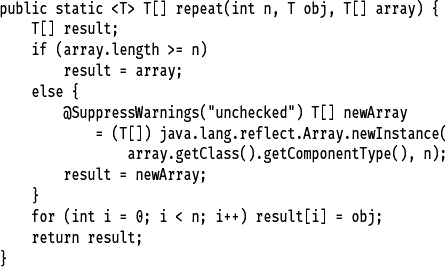 public static <T> T[] repeat(int n, T obj, T[] array) {
    T[] result;
    if (array.length >= n)
        result = array;
    else {
        @SuppressWarnings("unchecked") T[] newArray
            = (T[]) java.lang.reflect.Array.newInstance(
                array.getClass().getComponentType(), n);
        result = newArray;
    }
    for (int i = 0; i < n; i++) result[i] = obj;
    return result;
}